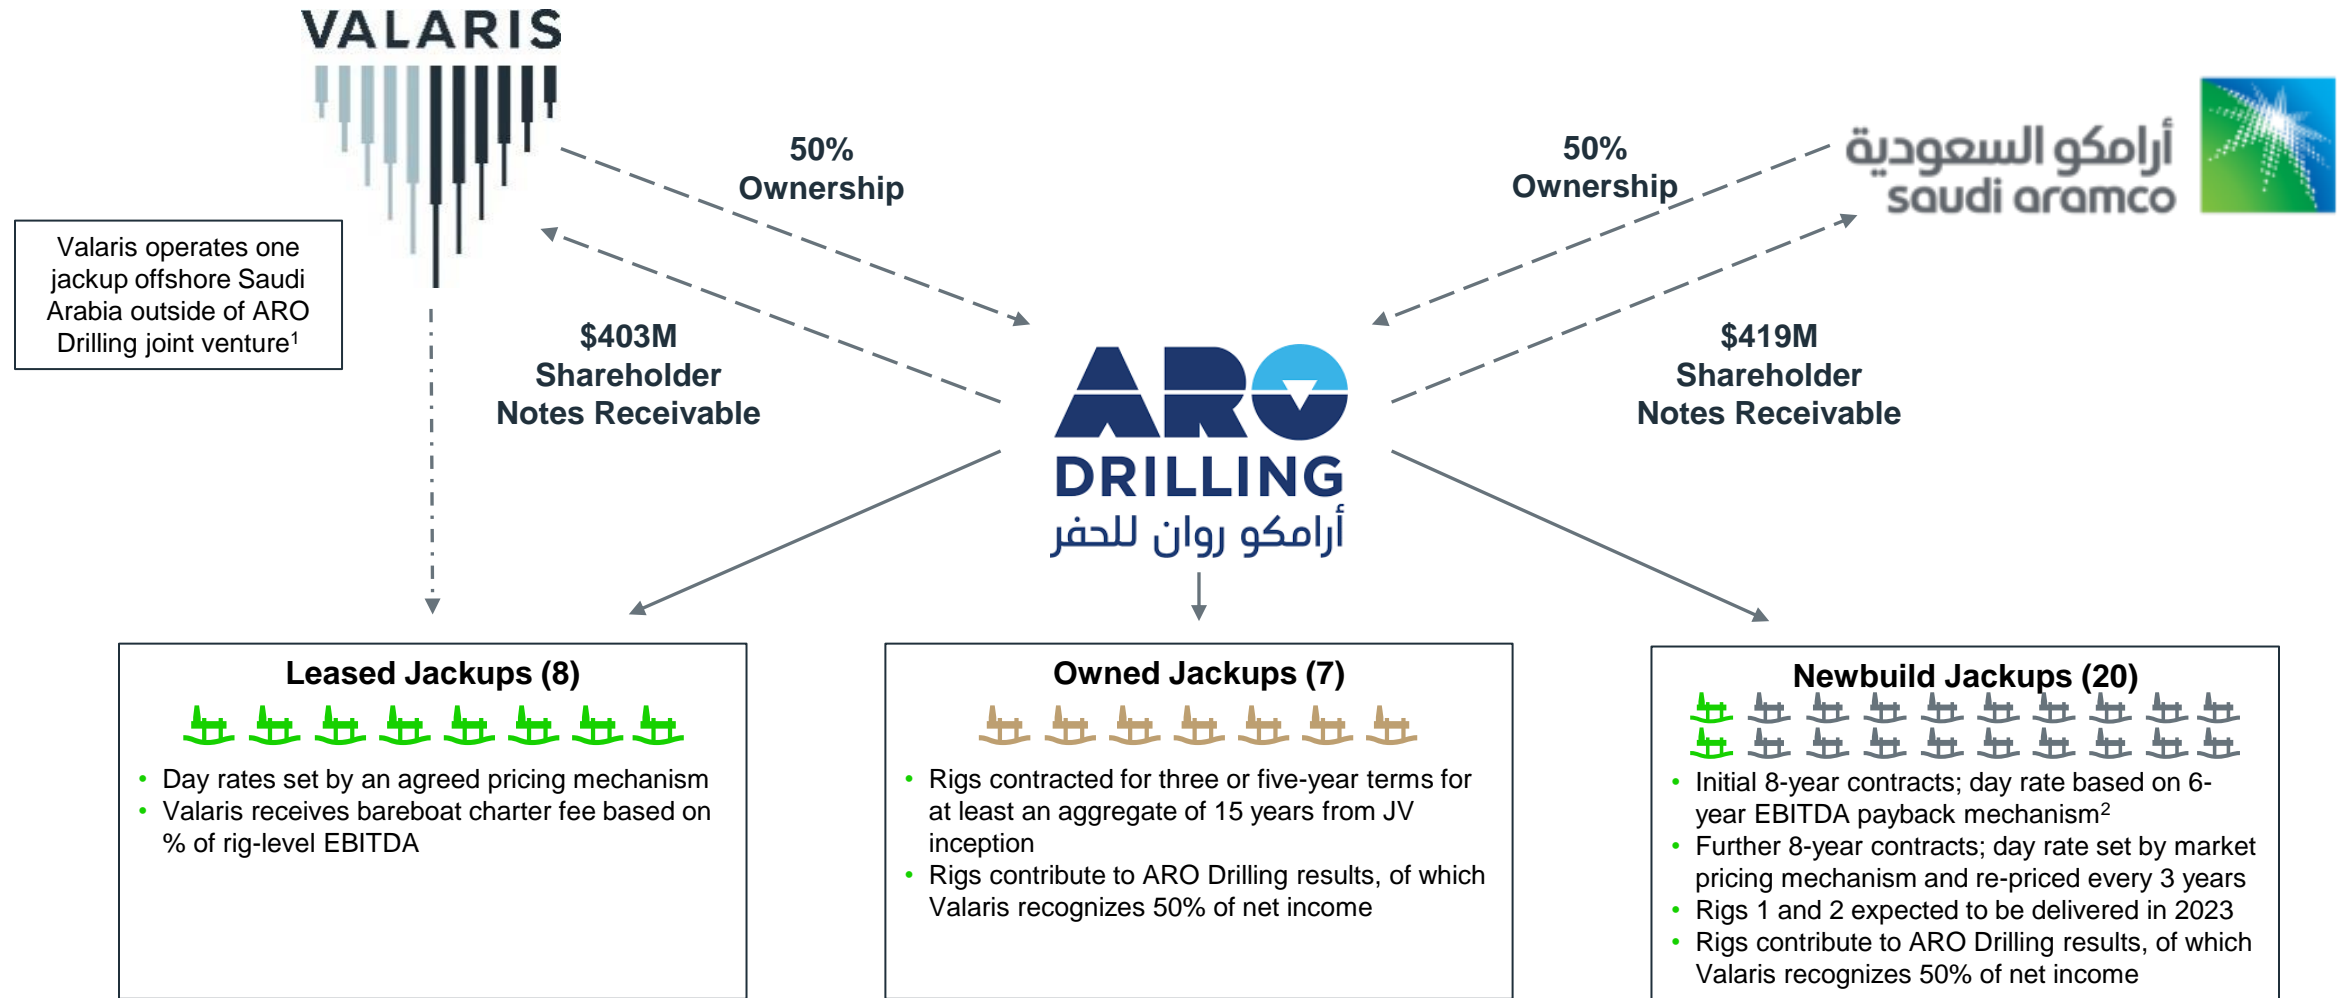 VALARIS
50%
Ownership
50%
Ownership
أرامكو السعودية
saudi aramco
Valaris operates one
jackup offshore Saudi
Arabia outside of ARO
Drilling joint venture¹
$403M
Shareholder
Notes Receivable
$419M
Shareholder
Notes Receivable
ARO
DRILLING
أرامكو روان للحفر
Leased Jackups (8)
• Day rates set by an agreed pricing mechanism
• Valaris receives bareboat charter fee based on
% of rig-level EBITDA
Owned Jackups (7)
• Rigs contracted for three or five-year terms for
at least an aggregate of 15 years from JV
inception
• Rigs contribute to ARO Drilling results, of which
Valaris recognizes 50% of net income
Newbuild Jackups (20)
• Initial 8-year contracts; day rate based on 6-
year EBITDA payback mechanism²
• Further 8-year contracts; day rate set by market
pricing mechanism and re-priced every 3 years
• Rigs 1 and 2 expected to be delivered in 2023
• Rigs contribute to ARO Drilling results, of which
Valaris recognizes 50% of net income